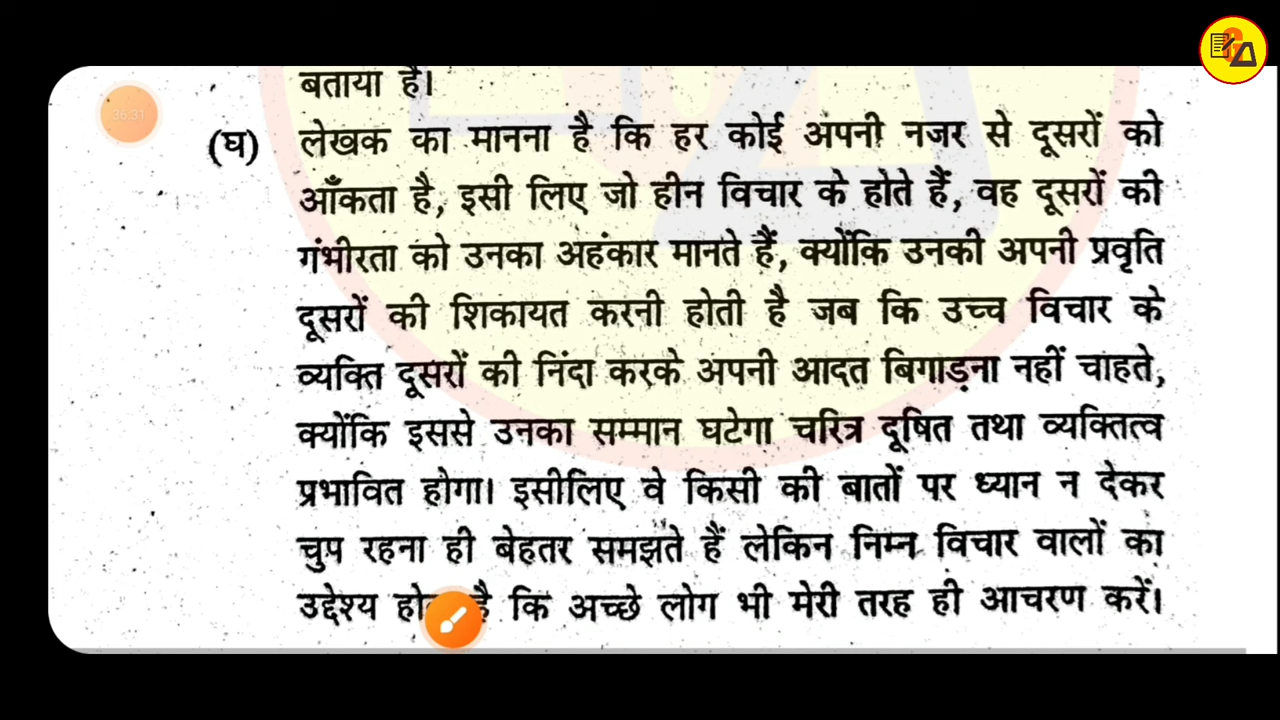 बताया है।
36:31
(घ) लेखक का मानना है कि हर कोई अपनी नजर से दूसरों को
आँकता है, इसी लिए जो हीन विचार के होते हैं, वह दूसरों की
गंभीरता को उनका अहंकार मानते हैं, क्योंकि उनकी अपनी प्रवृति
दूसरों की शिकायत करनी होती है जब कि उच्च विचार के
व्यक्ति दूसरों की निंदा करके अपनी आदत बिगाड़ना नहीं चाहते,
क्योंकि इससे उनका सम्मान घटेगा चरित्र दूषित तथा व्यक्तित्व
प्रभावित होगा। इसीलिए वे किसी की बातों पर ध्यान न देकर
चुप रहना ही बेहतर समझते हैं लेकिन निम्न विचार वालों का
उद्देश्य है कि अच्छे लोग भी मेरी तरह ही आचरण करें।